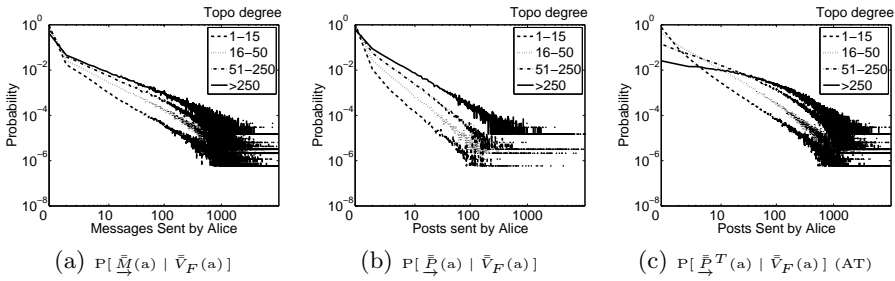 Topo degree
10^0
10^−2
10^−4
10^−6
10^−8
Probability
1−15
16−50
51−250
>250
0 10 100 1000
Messages Sent by Alice
(a) P[ M̄→(a) | V̄_F(a) ]
Topo degree
10^0
10^−2
10^−4
10^−6
10^−8
Probability
1−15
16−50
51−250
>250
0 10 100 1000
Posts sent by Alice
(b) P[ P̄→(a) | V̄_F(a) ]
Topo degree
10^0
10^−2
10^−4
10^−6
10^−8
Probability
1−15
16−50
51−250
>250
0 10 100 1000
Posts sent by Alice
(c) P[ P̄→^T(a) | V̄_F(a) ] (AT)